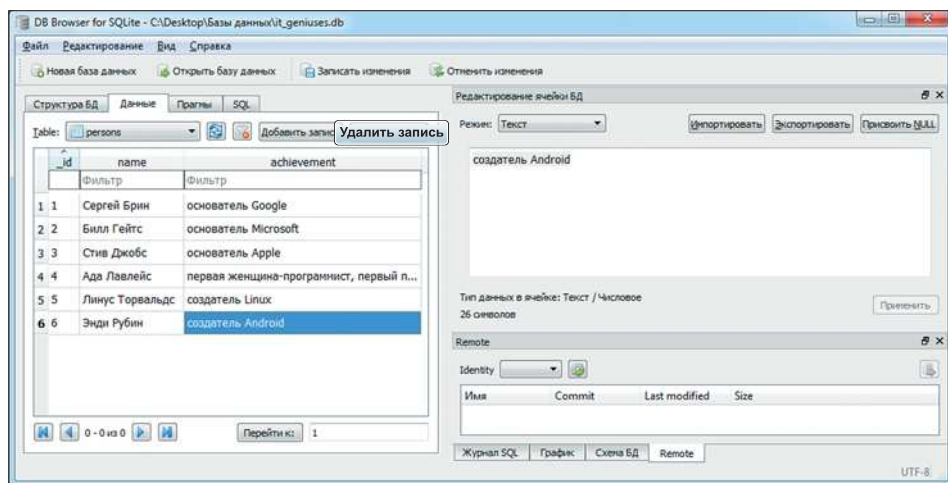 DB Browser for SQLite - C:\Desktop\Базы данных\it_geniuses.db
Файл Редактирование Вид Справка
Новая база данных Открыть базу данных Записать изменения Отменить изменения
Структура БД Данные Прагмы SQL
Table: persons Добавить запис Удалить запись
_id name achievement
Фильтр Фильтр
1 1 Сергей Брин основатель Google
2 2 Билл Гейтс основатель Microsoft
3 3 Стив Джобс основатель Apple
4 4 Ада Лавлейс первая женщина-программист, первый п...
5 5 Линус Торвальдс создатель Linux
6 6 Энди Рубин создатель Android
0 - 0 из 0 Перейти к: 1
Редактирование ячейки БД
Режим: Текст Импортировать Экспортировать Присвоить NULL
создатель Android
Тип данных в ячейке: Текст / Числовое
26 символов
Применить
Remote
Identity
Имя Commit Last modified Size
Журнал SQL График Схема БД Remote
UTF-8